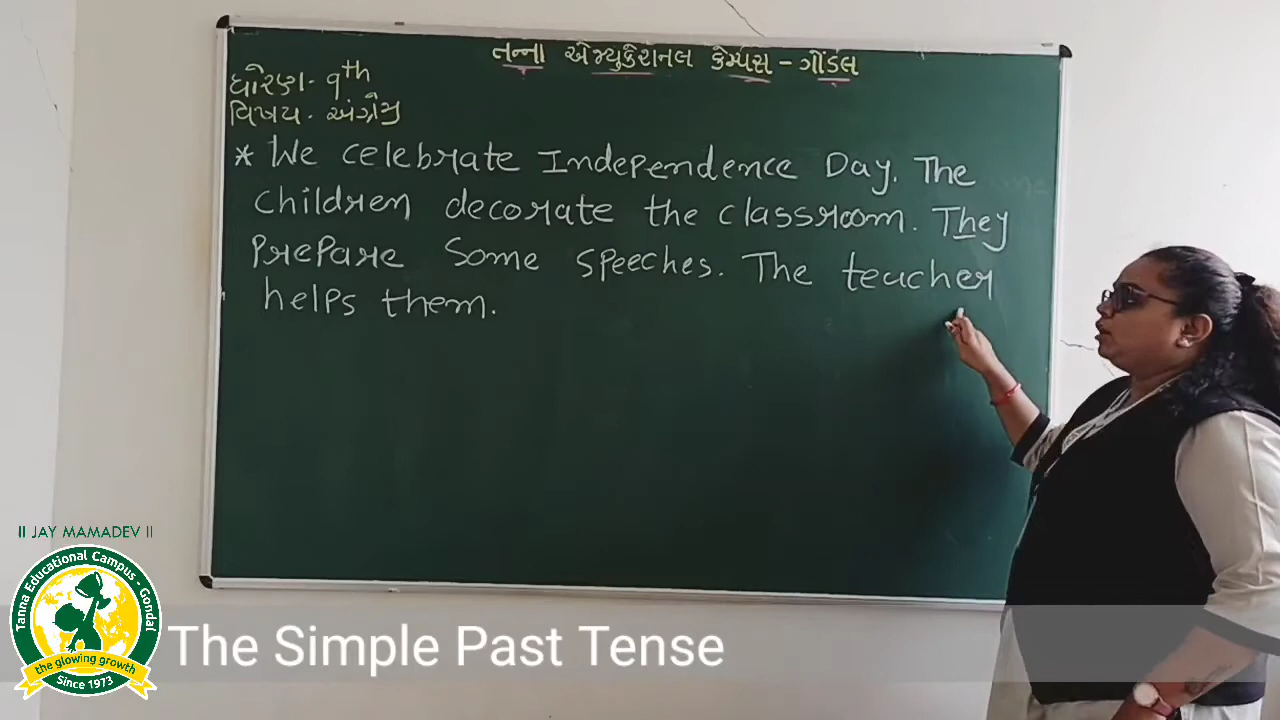 તન્ના એજ્યુકેશનલ કેમ્પસ - ગોંડલ
ધોરણ - 9th
વિષય - અંગ્રેજી
* We celebrate Independence Day. The
children decorate the classroom. They
Prepare Some speeches. The teacher
helps them.
II JAY MAMADEV II
Tanna Educational Campus - Gondal
the glowing growth
Since 1973
The Simple Past Tense